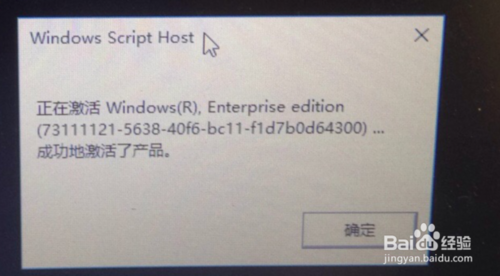 Windows Script Host
正在激活 Windows(R), Enterprise edition
(73111121-5638-40f6-bc11-f1d7b0d64300) ...
成功地激活了产品。
确定
Baidu经验
jingyan.baidu.com